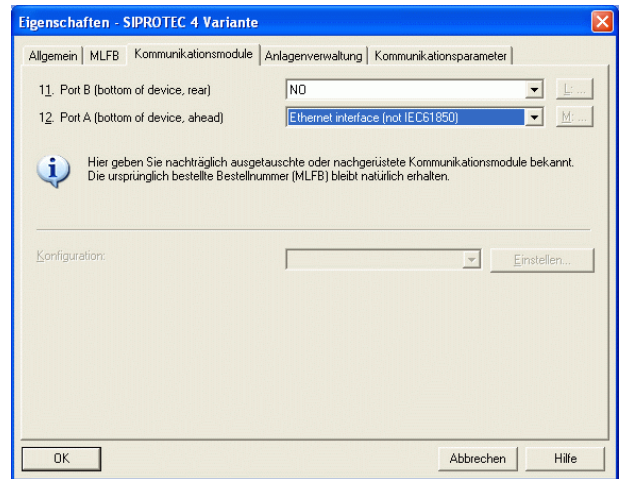 Eigenschaften - SIPROTEC 4 Variante
Allgemein MLFB Kommunikationsmodule Anlagenverwaltung Kommunikationsparameter
11. Port B (bottom of device, rear) NO L: ...
12. Port A (bottom of device, ahead) Ethernet interface (not IEC61850) M: ...
Hier geben Sie nachträglich ausgetauschte oder nachgerüstete Kommunikationsmodule bekannt.
Die ursprünglich bestellte Bestellnummer (MLFB) bleibt natürlich erhalten.
Konfiguration: Einstellen...
OK Abbrechen Hilfe